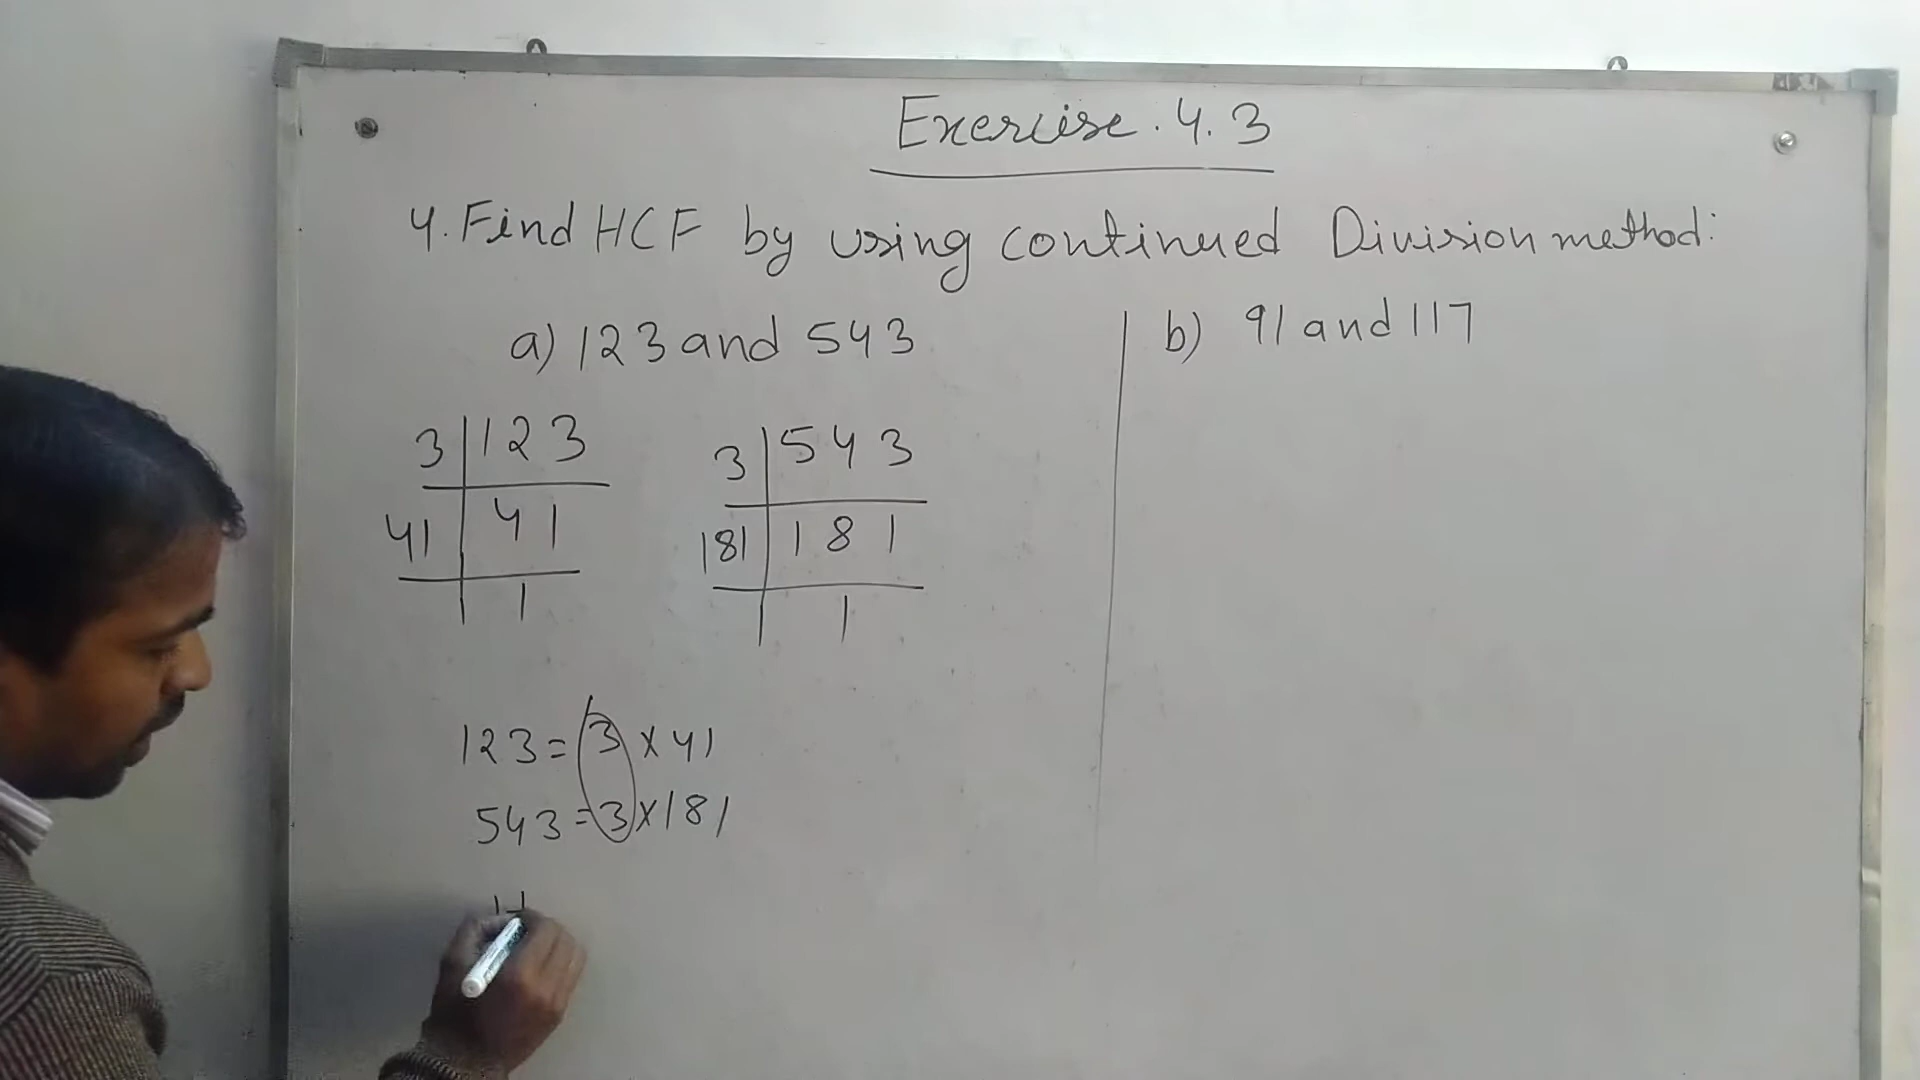 Exercise. 4.3
4. Find HCF by using continued Division method:
a) 123 and 543
3 | 123
41 | 41
1
3 | 543
181 | 181
1
123 = 3 x 41
543 = 3 x 181
H
b) 91 and 117